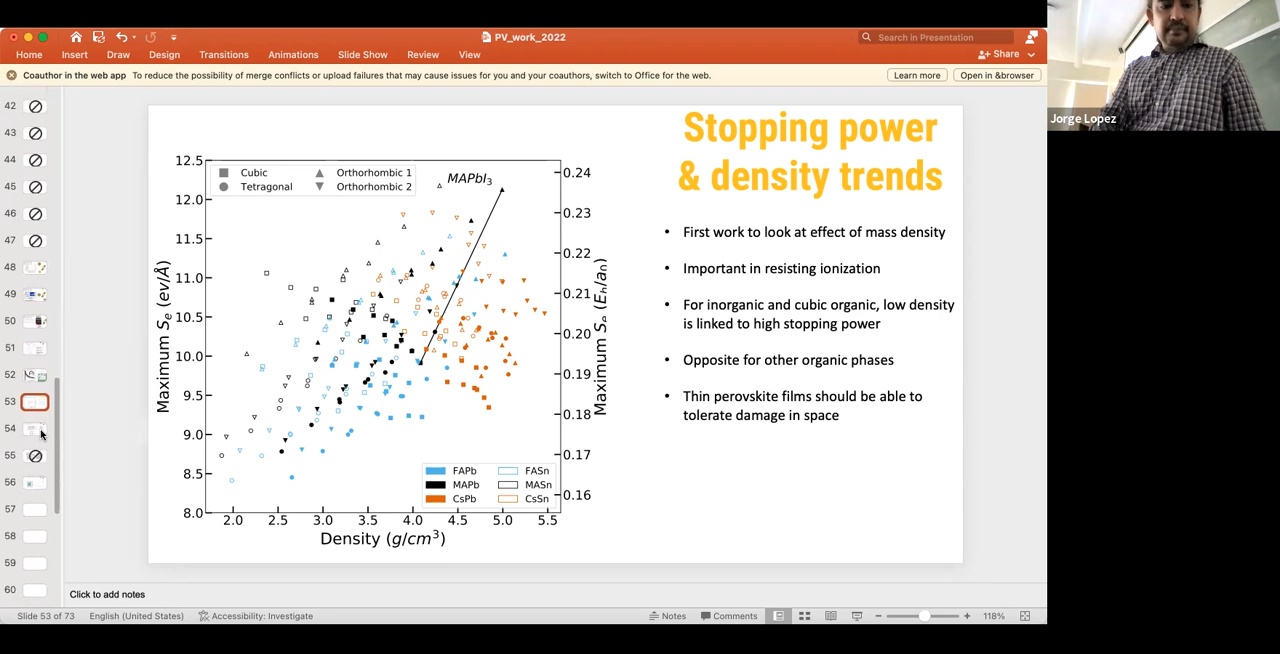 PV_work_2022
Search in Presentation
Home Insert Draw Design Transitions Animations Slide Show Review View
Share
Coauthor in the web app To reduce the possibility of merge conflicts or upload failures that may cause issues for you and your coauthors, switch to Office for the web.
Learn more
Open in &browser
Jorge Lopez
42
43
44
45
46
47
48
49
50
51
52
53
54
55
56
57
58
59
60
Stopping power
& density trends
• First work to look at effect of mass density
• Important in resisting ionization
• For inorganic and cubic organic, low density
is linked to high stopping power
• Opposite for other organic phases
• Thin perovskite films should be able to
tolerate damage in space
Cubic
Tetragonal
Orthorhombic 1
Orthorhombic 2
MAPbI3
Maximum Se (ev/Å)
12.5
12.0
11.5
11.0
10.5
10.0
9.5
9.0
8.5
8.0
Maximum Se (Eh/a0)
0.24
0.23
0.22
0.21
0.20
0.19
0.18
0.17
0.16
FAPb
MAPb
CsPb
FASn
MASn
CsSn
2.0 2.5 3.0 3.5 4.0 4.5 5.0 5.5
Density (g/cm3)
Click to add notes
Slide 53 of 73
English (United States)
Accessibility: Investigate
Notes
Comments
118%